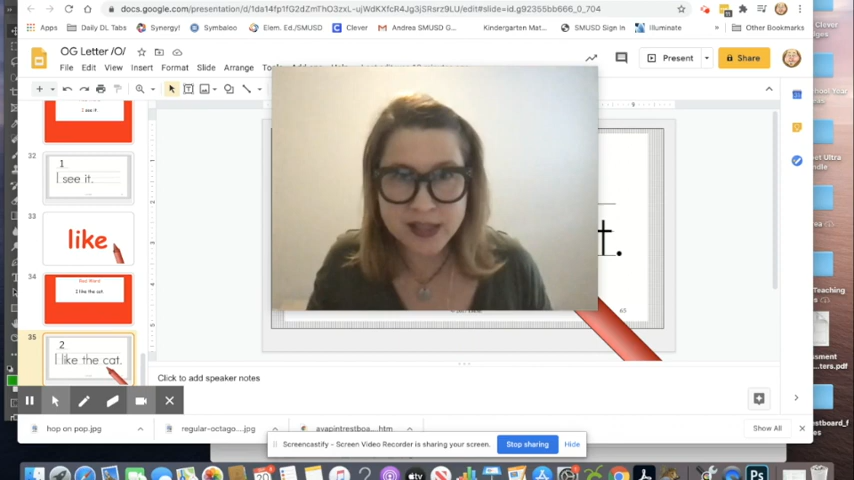 docs.google.com/presentation/d/1da14fp1fG2dZmTh03zxL-ujWdKXfcR4Jg3jSRsrz9LU/edit#slide=id.g92355bb666_0_704
Apps Daily DL Tabs Synergy! Symbaloo Elem. Ed./SMUSD Clever Andrea SMUSD G... Kindergarten Mat... SMUSD Sign In Clever Illuminate Other Bookmarks
OG Letter /O/
File Edit View Insert Format Slide Arrange
Present
Share
I see it.
32
1
I see it.
33
like
34
Red Word
I like the cat.
35
2
I like the cat.
t.
65
Click to add speaker notes
hop on pop.jpg
regular-octago....jpg
avapintrestboa....htm
Show All
Screencastify - Screen Video Recorder is sharing your screen.
Stop sharing
Hide